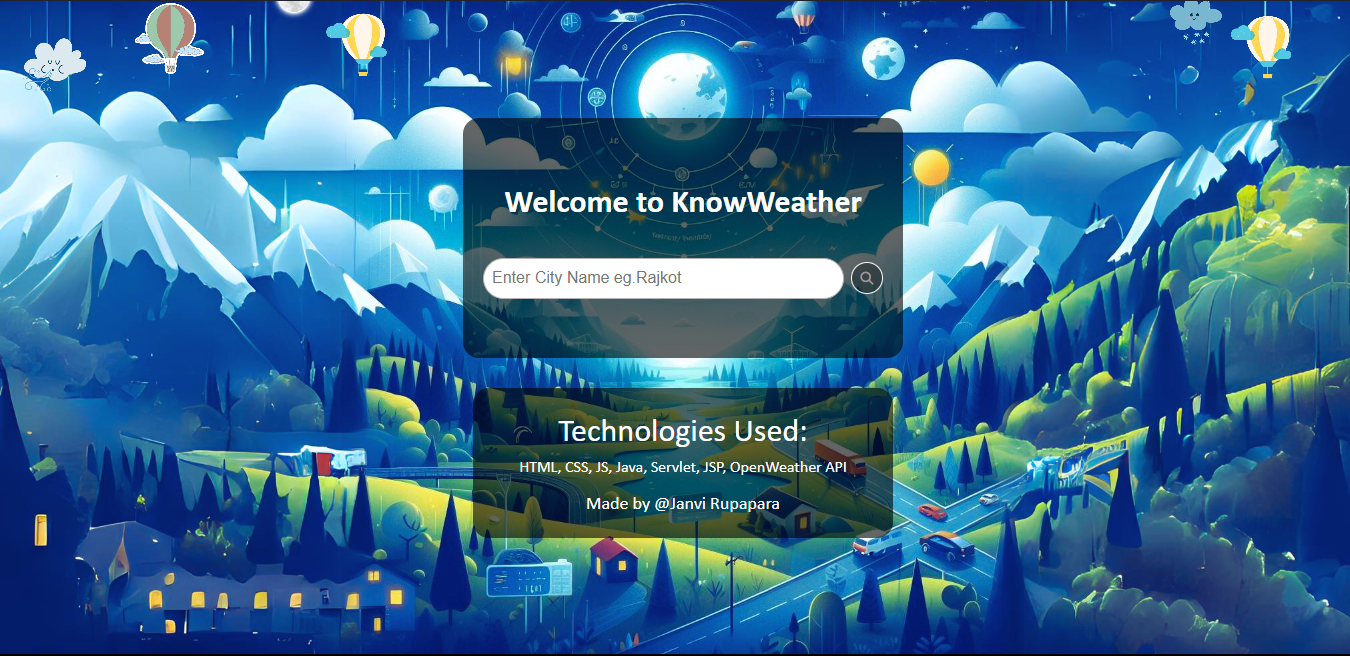 Welcome to KnowWeather
Enter City Name eg.Rajkot
Technologies Used:
HTML, CSS, JS, Java, Servlet, JSP, OpenWeather API
Made by @Janvi Rupapara